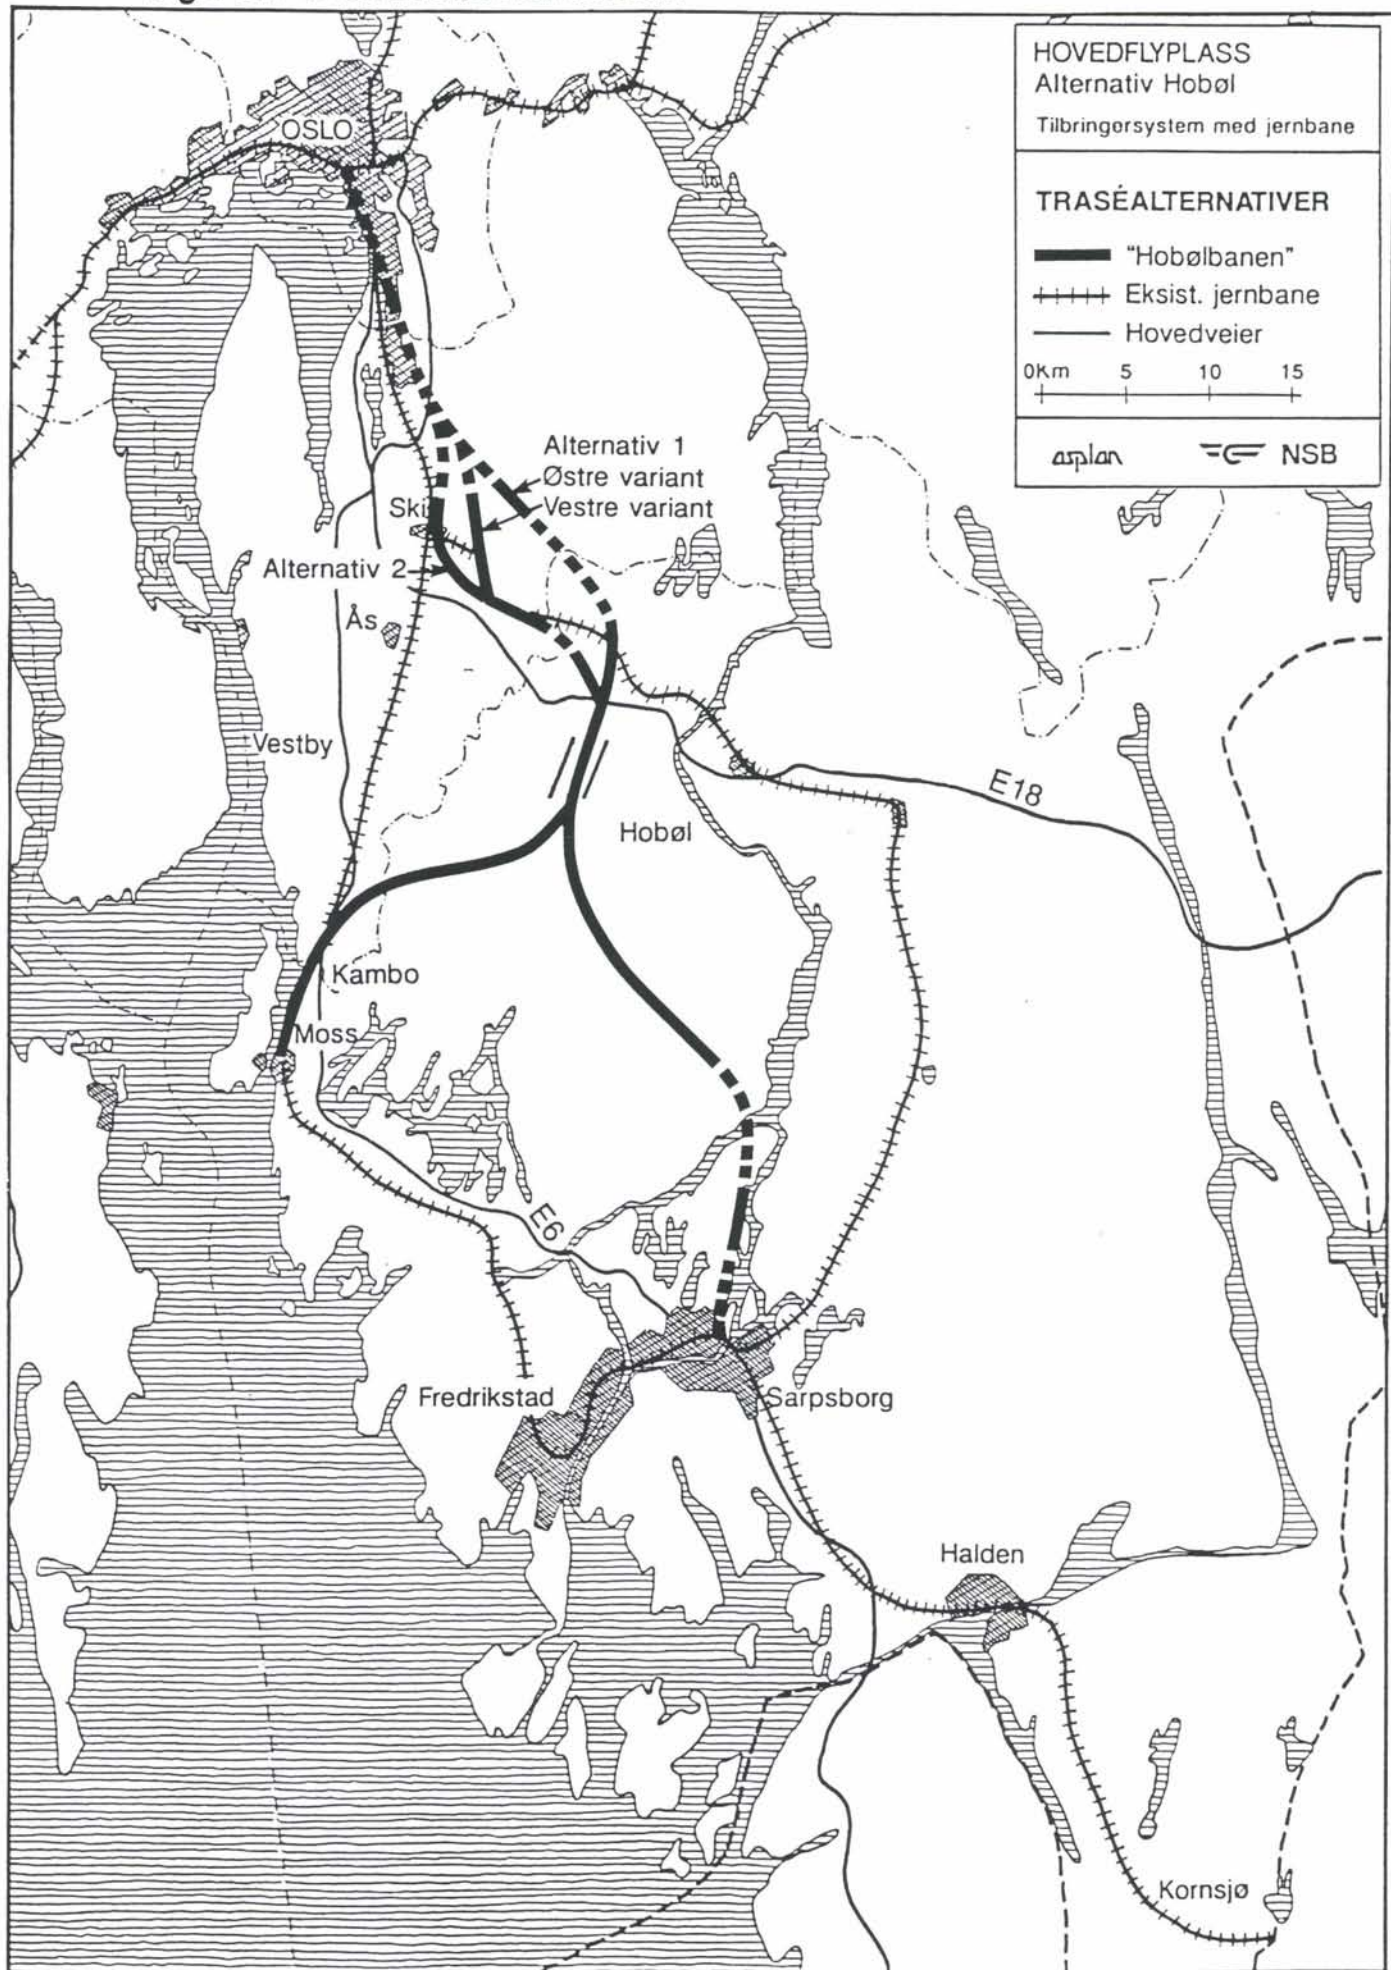 HOVEDFLYPLASS
Alternativ Hobøl
Tilbringersystem med jernbane
TRASÉALTERNATIVER
"Hobølbanen"
Eksist. jernbane
Hovedveier
0Km 5 10 15
asplan NSB
OSLO
Alternativ 1
Østre variant
Vestre variant
Ski
Alternativ 2
Ås
Vestby
E18
Hobøl
Kambo
Moss
E6
Fredrikstad
Sarpsborg
Halden
Kornsjø